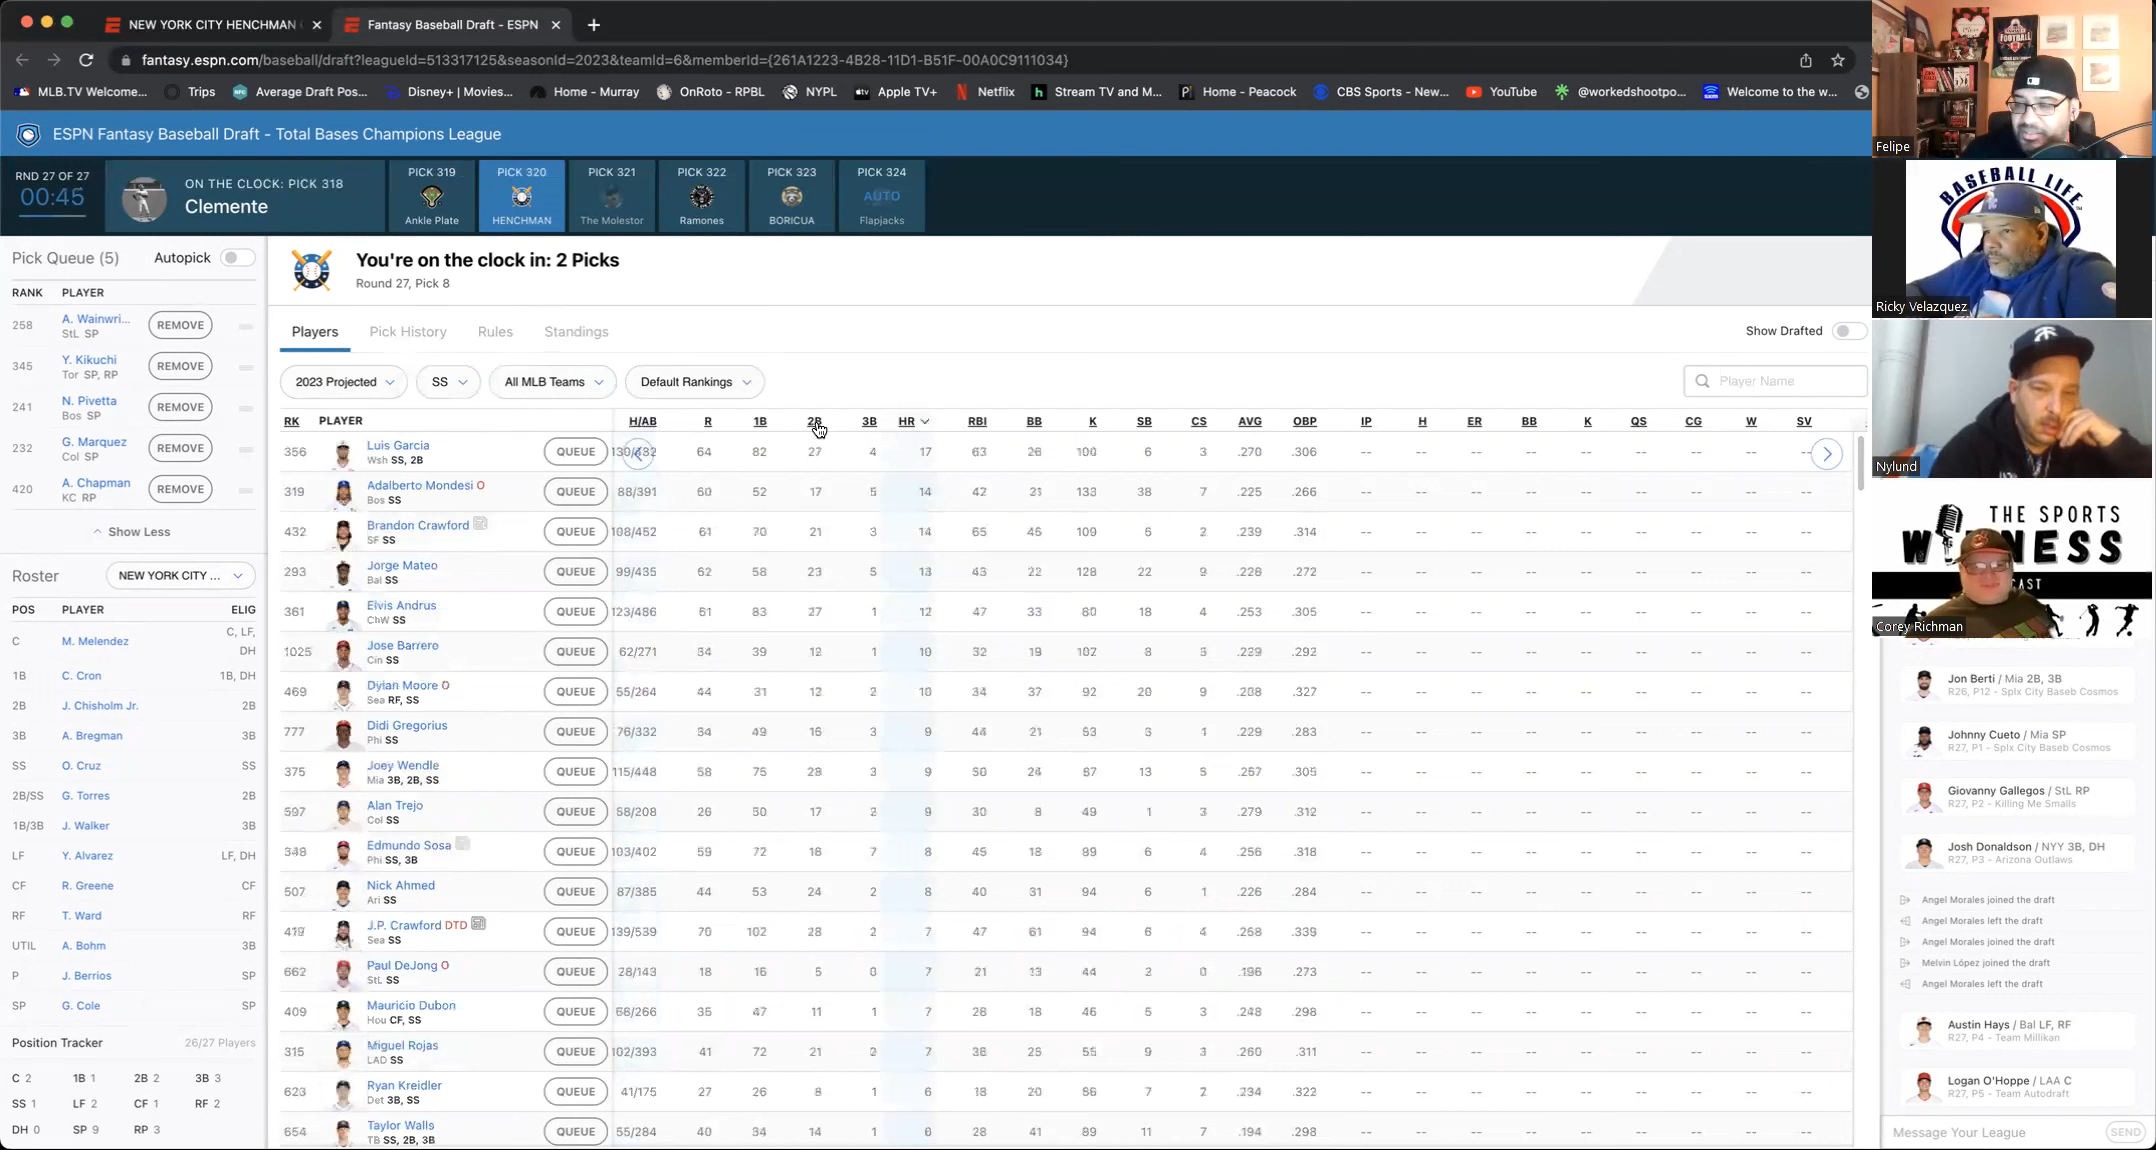 NEW YORK CITY HENCHMAN
Fantasy Baseball Draft - ESPN
fantasy.espn.com/baseball/draft?leagueId=513317125&seasonId=2023&teamId=6&memberId={261A1223-4B28-11D1-B51F-00A0C9111034}
MLB.TV Welcome... Trips Average Draft Pos... Disney+ | Movies... Home - Murray OnRoto - RPBL NYPL Apple TV+ Netflix Stream TV and M... Home - Peacock CBS Sports - New... YouTube @workedshootpo... Welcome to the w...
ESPN Fantasy Baseball Draft - Total Bases Champions League
RND 27 OF 27
00:45
ON THE CLOCK: PICK 318
Clemente
PICK 319 Ankle Plate
PICK 320 HENCHMAN
PICK 321 The Molestor
PICK 322 Ramones
PICK 323 BORICUA
PICK 324 AUTO Flapjacks
Pick Queue (5) Autopick
RANK PLAYER
258 A. Wainwri... REMOVE
StL SP
345 Y. Kikuchi REMOVE
Tor SP, RP
241 N. Pivetta REMOVE
Bos SP
232 G. Marquez REMOVE
Col SP
420 A. Chapman REMOVE
KC RP
Show Less
Roster NEW YORK CITY ...
POS PLAYER ELIG
C M. Melendez C, LF, DH
1B C. Cron 1B, DH
2B J. Chisholm Jr. 2B
3B A. Bregman 3B
SS O. Cruz SS
2B/SS G. Torres 2B
1B/3B J. Walker 3B
LF Y. Alvarez LF, DH
CF R. Greene CF
RF T. Ward RF
UTIL A. Bohm 3B
P J. Berrios SP
SP G. Cole SP
Position Tracker 26/27 Players
C 2 1B 1 2B 2 3B 3
SS 1 LF 2 CF 1 RF 2
DH 0 SP 9 RP 3
You're on the clock in: 2 Picks
Round 27, Pick 8
Players Pick History Rules Standings
Show Drafted
2023 Projected SS All MLB Teams Default Rankings
Player Name
RK PLAYER H/AB R 1B 2B 3B HR RBI BB K SB CS AVG OBP IP H ER BB K QS CG W SV
356 Luis Garcia QUEUE 64 82 27 4 17 63 26 100 6 3 .270 .306 -- -- -- -- -- -- -- -- --
Wsh SS, 2B
319 Adalberto Mondesi O QUEUE 88/391 60 52 17 5 14 42 21 133 38 7 .225 .266 -- -- -- -- -- -- -- -- --
Bos SS
432 Brandon Crawford QUEUE 108/452 61 70 21 3 14 65 46 109 5 2 .239 .314 -- -- -- -- -- -- -- -- --
SF SS
293 Jorge Mateo QUEUE 99/435 62 58 23 5 13 43 22 128 22 9 .226 .272 -- -- -- -- -- -- -- -- --
Bal SS
361 Elvis Andrus QUEUE 123/486 61 83 27 1 12 47 33 80 18 4 .253 .305 -- -- -- -- -- -- -- -- --
ChW SS
1025 Jose Barrero QUEUE 62/271 34 39 12 1 10 32 19 107 8 3 .229 .292 -- -- -- -- -- -- -- -- --
Cin SS
469 Dylan Moore O QUEUE 55/264 44 31 12 2 10 34 37 92 20 9 .208 .327 -- -- -- -- -- -- -- -- --
Sea RF, SS
777 Didi Gregorius QUEUE 76/332 34 49 16 3 9 44 21 53 3 1 .229 .283 -- -- -- -- -- -- -- -- --
Phi SS
375 Joey Wendle QUEUE 115/448 58 75 28 3 9 50 24 87 13 5 .257 .305 -- -- -- -- -- -- -- -- --
Mia 3B, 2B, SS
597 Alan Trejo QUEUE 58/208 26 30 17 2 9 30 8 49 1 3 .279 .312 -- -- -- -- -- -- -- -- --
Col SS
348 Edmundo Sosa QUEUE 103/402 59 72 16 7 8 45 18 89 6 4 .256 .318 -- -- -- -- -- -- -- -- --
Phi SS, 3B
507 Nick Ahmed QUEUE 87/385 44 53 24 2 8 40 31 94 6 1 .226 .284 -- -- -- -- -- -- -- -- --
Ari SS
419 J.P. Crawford DTD QUEUE 139/539 70 102 28 2 7 47 61 94 6 4 .258 .339 -- -- -- -- -- -- -- -- --
Sea SS
662 Paul DeJong O QUEUE 28/143 18 16 5 0 7 21 13 44 2 0 .196 .273 -- -- -- -- -- -- -- -- --
StL SS
409 Mauricio Dubon QUEUE 66/266 35 47 11 1 7 28 18 46 5 3 .248 .298 -- -- -- -- -- -- -- -- --
Hou CF, SS
315 Miguel Rojas QUEUE 102/393 41 72 21 2 7 38 25 55 9 3 .260 .311 -- -- -- -- -- -- -- -- --
LAD SS
623 Ryan Kreidler QUEUE 41/175 27 26 8 1 6 18 20 56 7 2 .234 .322 -- -- -- -- -- -- -- -- --
Det 3B, SS
654 Taylor Walls QUEUE 55/284 40 34 14 1 6 28 41 89 11 7 .194 .298 -- -- -- -- -- -- -- -- --
TB SS, 2B, 3B
Felipe
BASEBALL LIFE
Ricky Velazquez
Nylund
THE SPORTS
Corey Richman
Jon Berti / Mia 2B, 3B
R26, P12 - Splx City Baseb Cosmos
Johnny Cueto / Mia SP
R27, P1 - Splx City Baseb Cosmos
Giovanny Gallegos / StL RP
R27, P2 - Killing Me Smalls
Josh Donaldson / NYY 3B, DH
R27, P3 - Arizona Outlaws
Angel Morales joined the draft
Angel Morales left the draft
Angel Morales joined the draft
Melvin López joined the draft
Angel Morales left the draft
Austin Hays / Bal LF, RF
R27, P4 - Team Millikan
Logan O'Hoppe / LAA C
R27, P5 - Team Autodraft
Message Your League SEND